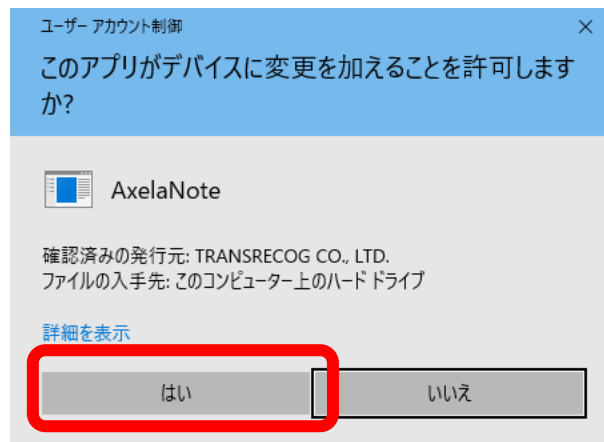 ユーザー アカウント制御
このアプリがデバイスに変更を加えることを許可します
か?
AxelaNote
確認済みの発行元: TRANSRECOG CO., LTD.
ファイルの入手先: このコンピューター上のハード ドライブ
詳細を表示
はい
いいえ